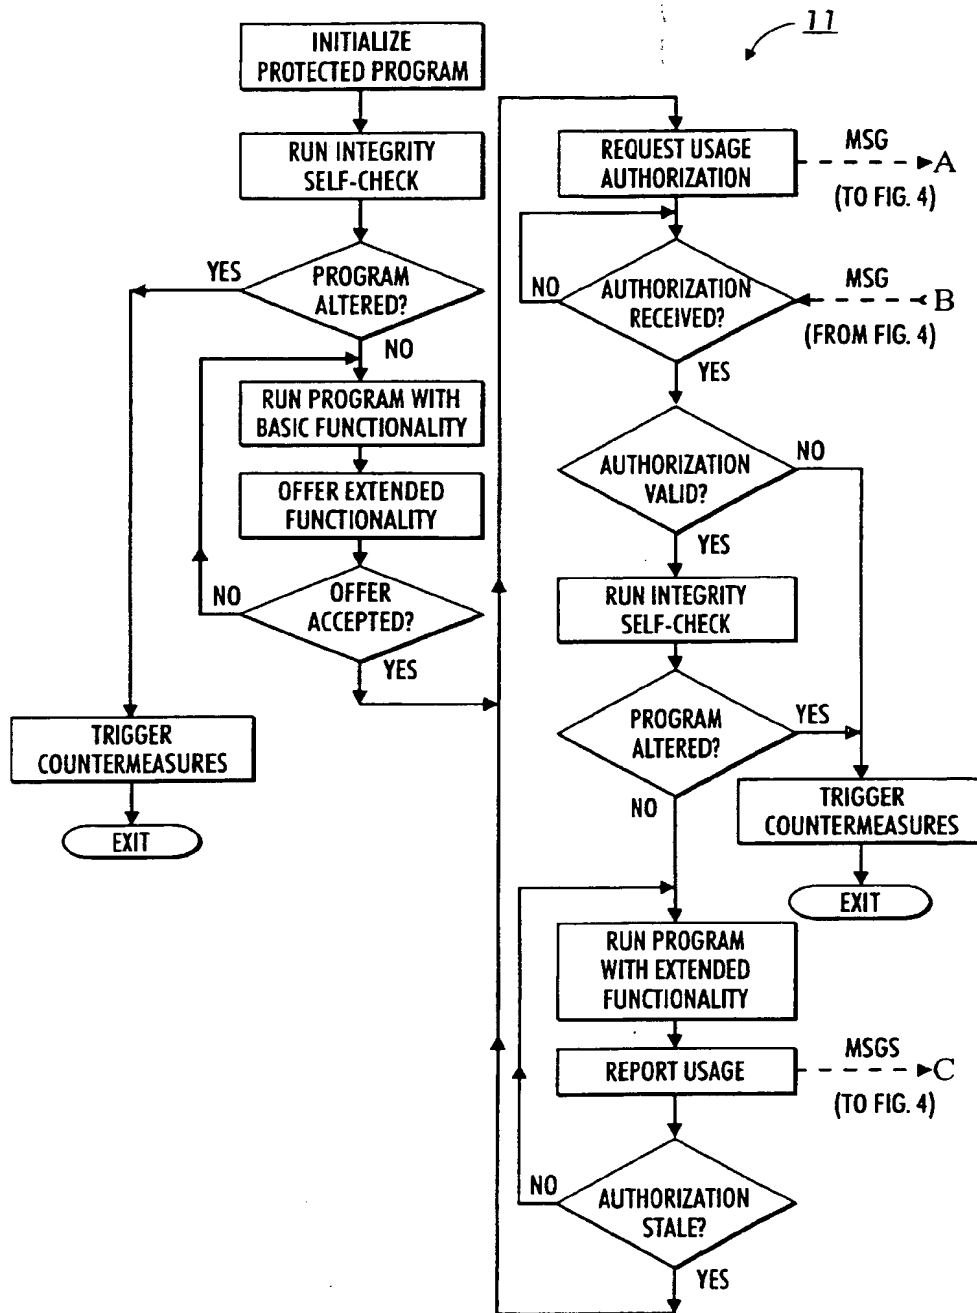 11
INITIALIZE
PROTECTED PROGRAM
RUN INTEGRITY
SELF-CHECK
YES
PROGRAM
ALTERED?
NO
RUN PROGRAM WITH
BASIC FUNCTIONALITY
OFFER EXTENDED
FUNCTIONALITY
NO
OFFER
ACCEPTED?
YES
TRIGGER
COUNTERMEASURES
EXIT
REQUEST USAGE
AUTHORIZATION
MSG
A
(TO FIG. 4)
NO
AUTHORIZATION
RECEIVED?
MSG
B
(FROM FIG. 4)
YES
AUTHORIZATION
VALID?
NO
YES
RUN INTEGRITY
SELF-CHECK
PROGRAM
ALTERED?
YES
NO
TRIGGER
COUNTERMEASURES
EXIT
RUN PROGRAM
WITH EXTENDED
FUNCTIONALITY
REPORT USAGE
MSGS
C
(TO FIG. 4)
NO
AUTHORIZATION
STALE?
YES